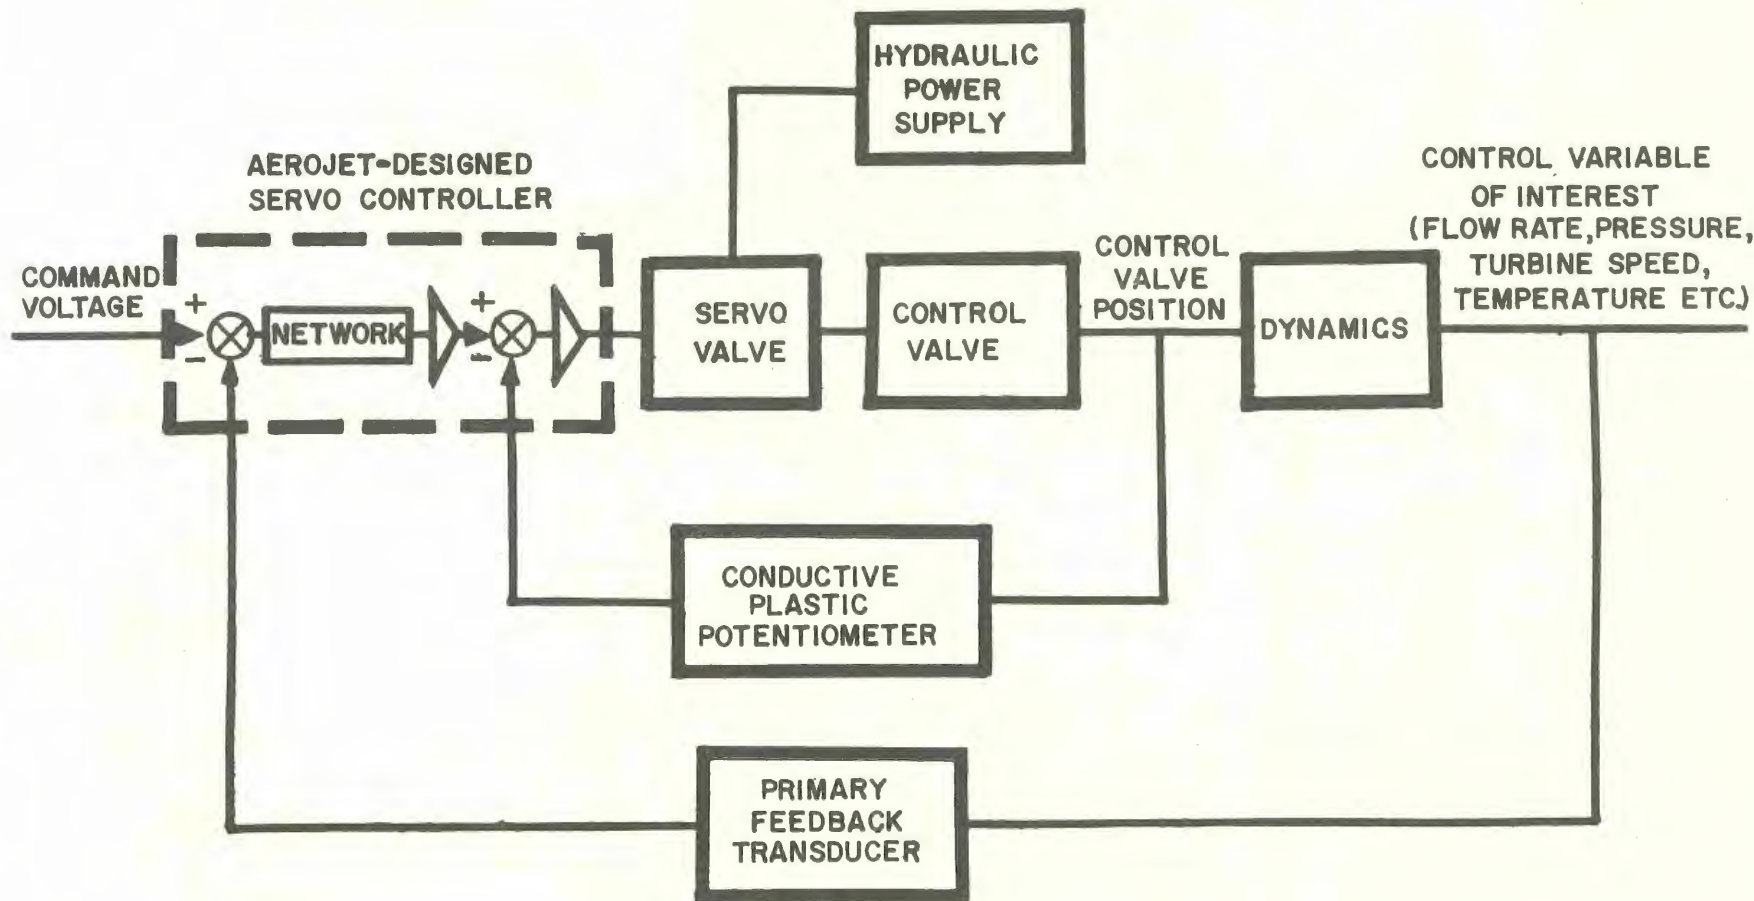 HYDRAULIC
POWER
SUPPLY
AEROJET-DESIGNED
SERVO CONTROLLER
CONTROL VARIABLE
OF INTEREST
(FLOW RATE, PRESSURE,
TURBINE SPEED,
TEMPERATURE ETC.)
COMMAND
VOLTAGE
+
-
NETWORK
+
-
SERVO
VALVE
CONTROL
VALVE
CONTROL
VALVE
POSITION
DYNAMICS
CONDUCTIVE
PLASTIC
POTENTIOMETER
PRIMARY
FEEDBACK
TRANSDUCER